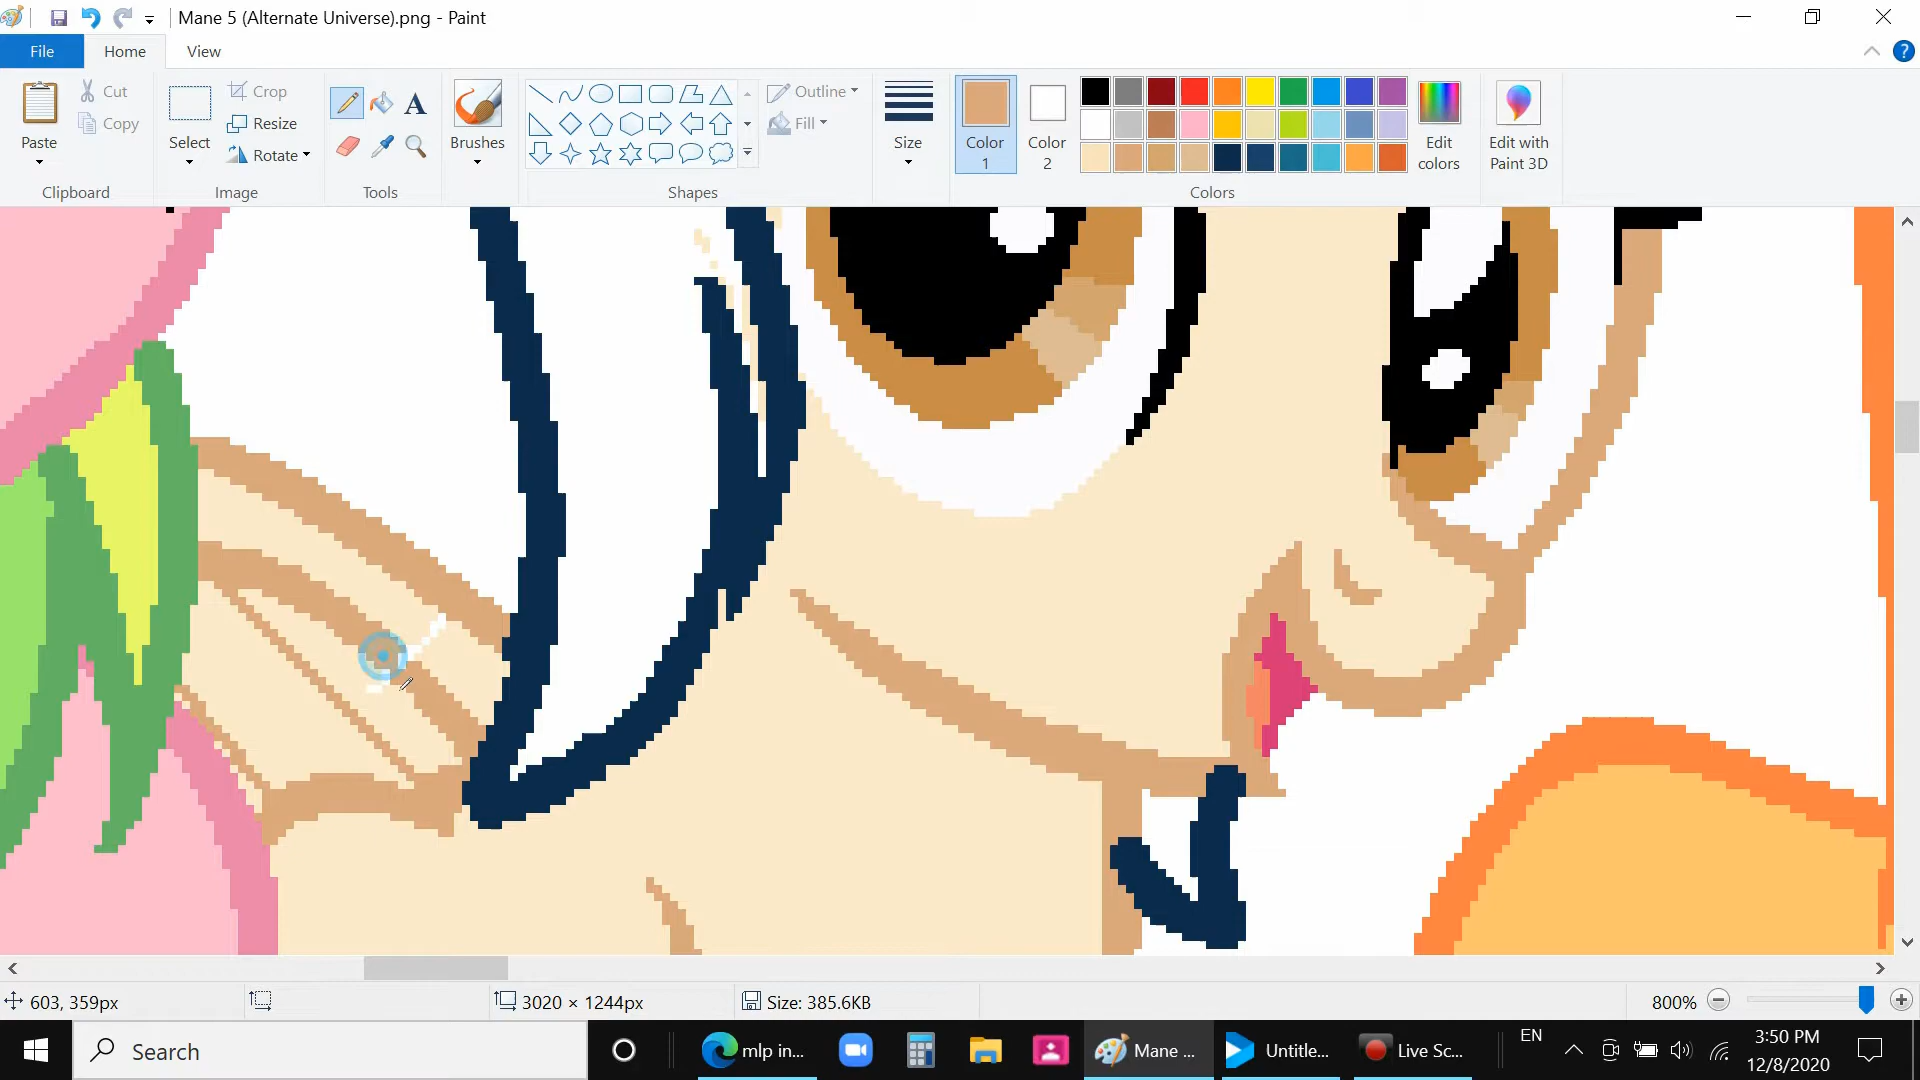 Mane 5 (Alternate Universe).png - Paint
File
Home
View
Paste
Cut
Copy
Clipboard
Select
Crop
Resize
Rotate
Image
A
Tools
Brushes
Shapes
Outline
Fill
Size
Color
1
Color
2
Colors
Edit
colors
Edit with
Paint 3D
?
603, 359px
3020 × 1244px
Size: 385.6KB
800%
Search
mlp in...
Mane ...
Untitle...
Live Sc...
EN
3:50 PM
12/8/2020